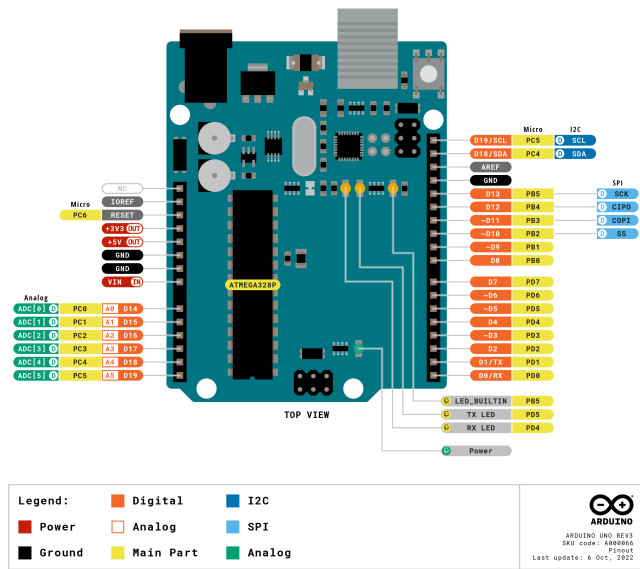 Micro I2C
D19/SCL PC5 D SCL
D18/SDA PC4 D SDA
AREF
GND
SPI
D13 PB5 D SCK
D12 PB4 D CIPO
~D11 PB3 D COPI
~D10 PB2 D SS
~D9 PB1
D8 PB0
D7 PD7
~D6 PD6
~D5 PD5
D4 PD4
~D3 PD3
D2 PD2
D1/TX PD1
D0/RX PD0
NC
IOREF
Micro
PC6 RESET
+3V3 OUT
+5V OUT
GND
GND
VIN IN
Analog
ADC[0] D PC0 A0 D14
ADC[1] D PC1 A1 D15
ADC[2] D PC2 A2 D16
ADC[3] D PC3 A3 D17
ADC[4] D PC4 A4 D18
ADC[5] D PC5 A5 D19
ATMEGA328P
LED_BUILTIN PB5
TX LED PD5
RX LED PD4
Power
TOP VIEW
Legend:
Power
Ground
Digital
Analog
Main Part
I2C
SPI
Analog
ARDUINO
ARDUINO UNO REV3
SKU code: A000066
Pinout
Last update: 6 Oct, 2022